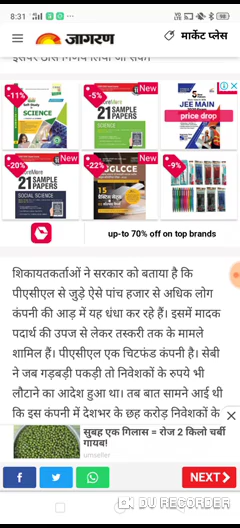 8:31
जागरण
मार्केट प्लेस
-11%
SCIENCE
-5%
New
21 SAMPLE PAPERS
SCIENCE
JEE MAIN
price drop
-20%
New
21 SAMPLE PAPERS
SOCIAL SCIENCE
-22%
New
SGGLCCE
15
-9%
up-to 70% off on top brands
शिकायतकर्ताओं ने सरकार को बताया है कि
पीएसीएल से जुड़े ऐसे पांच हजार से अधिक लोग
कंपनी की आड़ में यह धंधा कर रहे हैं। इसमें मादक
पदार्थ की उपज से लेकर तस्करी तक के मामले
शामिल हैं। पीएसीएल एक चिटफंड कंपनी है। सेबी
ने जब गड़बड़ी पकड़ी तो निवेशकों के रुपये भी
लौटाने का आदेश हुआ था। तब बात सामने आई थी
कि इस कंपनी में देशभर के छह करोड़ निवेशकों के
सुबह एक गिलास = रोज 2 किलो चर्बी
गायब!
umseller
NEXT
DU RECORDER